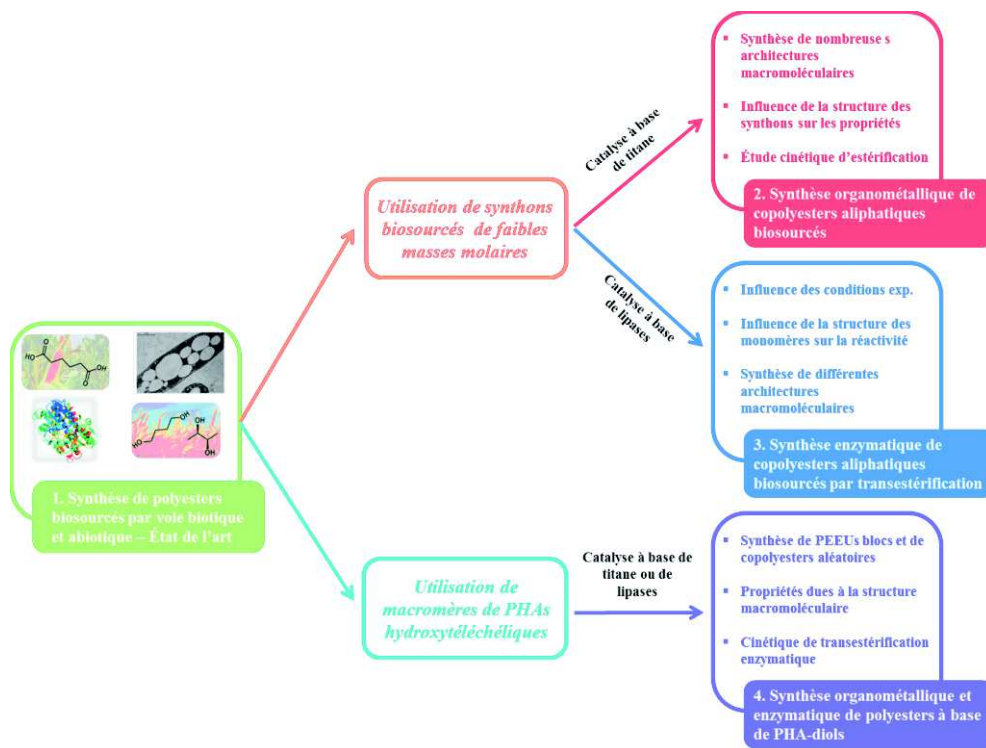 HO
O
O
OH
HO
OH
OH
OH
1. Synthèse de polyesters
biosourcés par voie biotique
et abiotique – État de l'art
Utilisation de synthons
biosourcés de faibles
masses molaires
Utilisation de
macromères de PHAs
hydroxytéléchéliques
Catalyse à base
de titane
Catalyse à base
de lipases
Catalyse à base de
titane ou de
lipases
▪ Synthèse de nombreuse s
architectures
macromoléculaires
▪ Influence de la structure des
synthons sur les propriétés
▪ Étude cinétique d'estérification
2. Synthèse organométallique de
copolyesters aliphatiques
biosourcés
▪ Influence des conditions exp.
▪ Influence de la structure des
monomères sur la réactivité
▪ Synthèse de différentes
architectures
macromoléculaires
3. Synthèse enzymatique de
copolyesters aliphatiques
biosourcés par transestérification
▪ Synthèse de PEEUs blocs et de
copolyesters aléatoires
▪ Propriétés dues à la structure
macromoléculaire
▪ Cinétique de transestérification
enzymatique
4. Synthèse organométallique et
enzymatique de polyesters à base
de PHA-diols